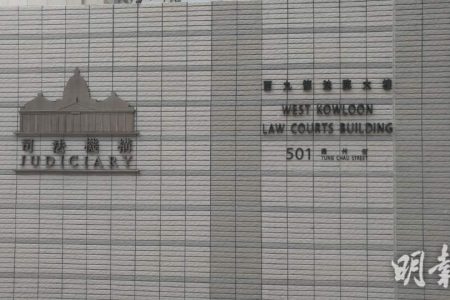 司法機構
JUDICIARY
西九龍法院大樓
WEST KOWLOON
LAW COURTS BUILDING
501 通州街
TUNG CHAU STREET
明